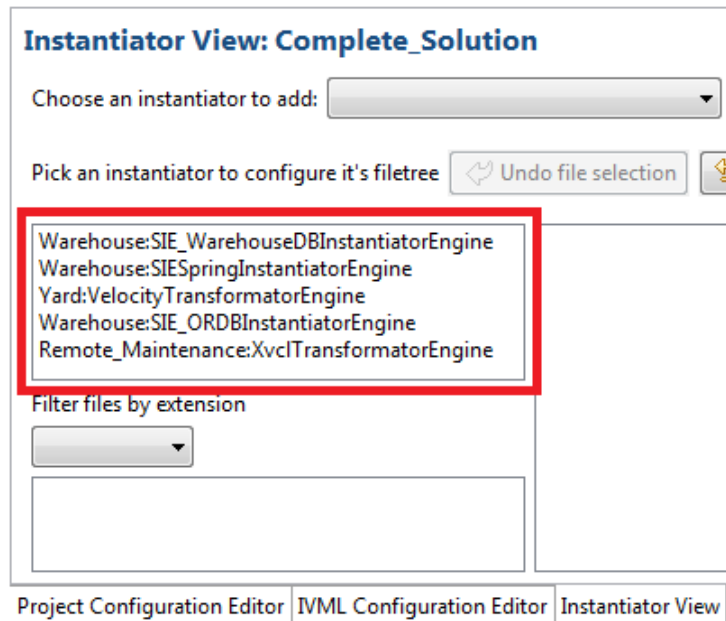 Instantiator View: Complete_Solution
Choose an instantiator to add:
Pick an instantiator to configure it's filetree
Undo file selection
Warehouse:SIE_WarehouseDBInstantiatorEngine
Warehouse:SIESpringInstantiatorEngine
Yard:VelocityTransformatorEngine
Warehouse:SIE_ORDBInstantiatorEngine
Remote_Maintenance:XvclTransformatorEngine
Filter files by extension
Project Configuration Editor
IVML Configuration Editor
Instantiator View